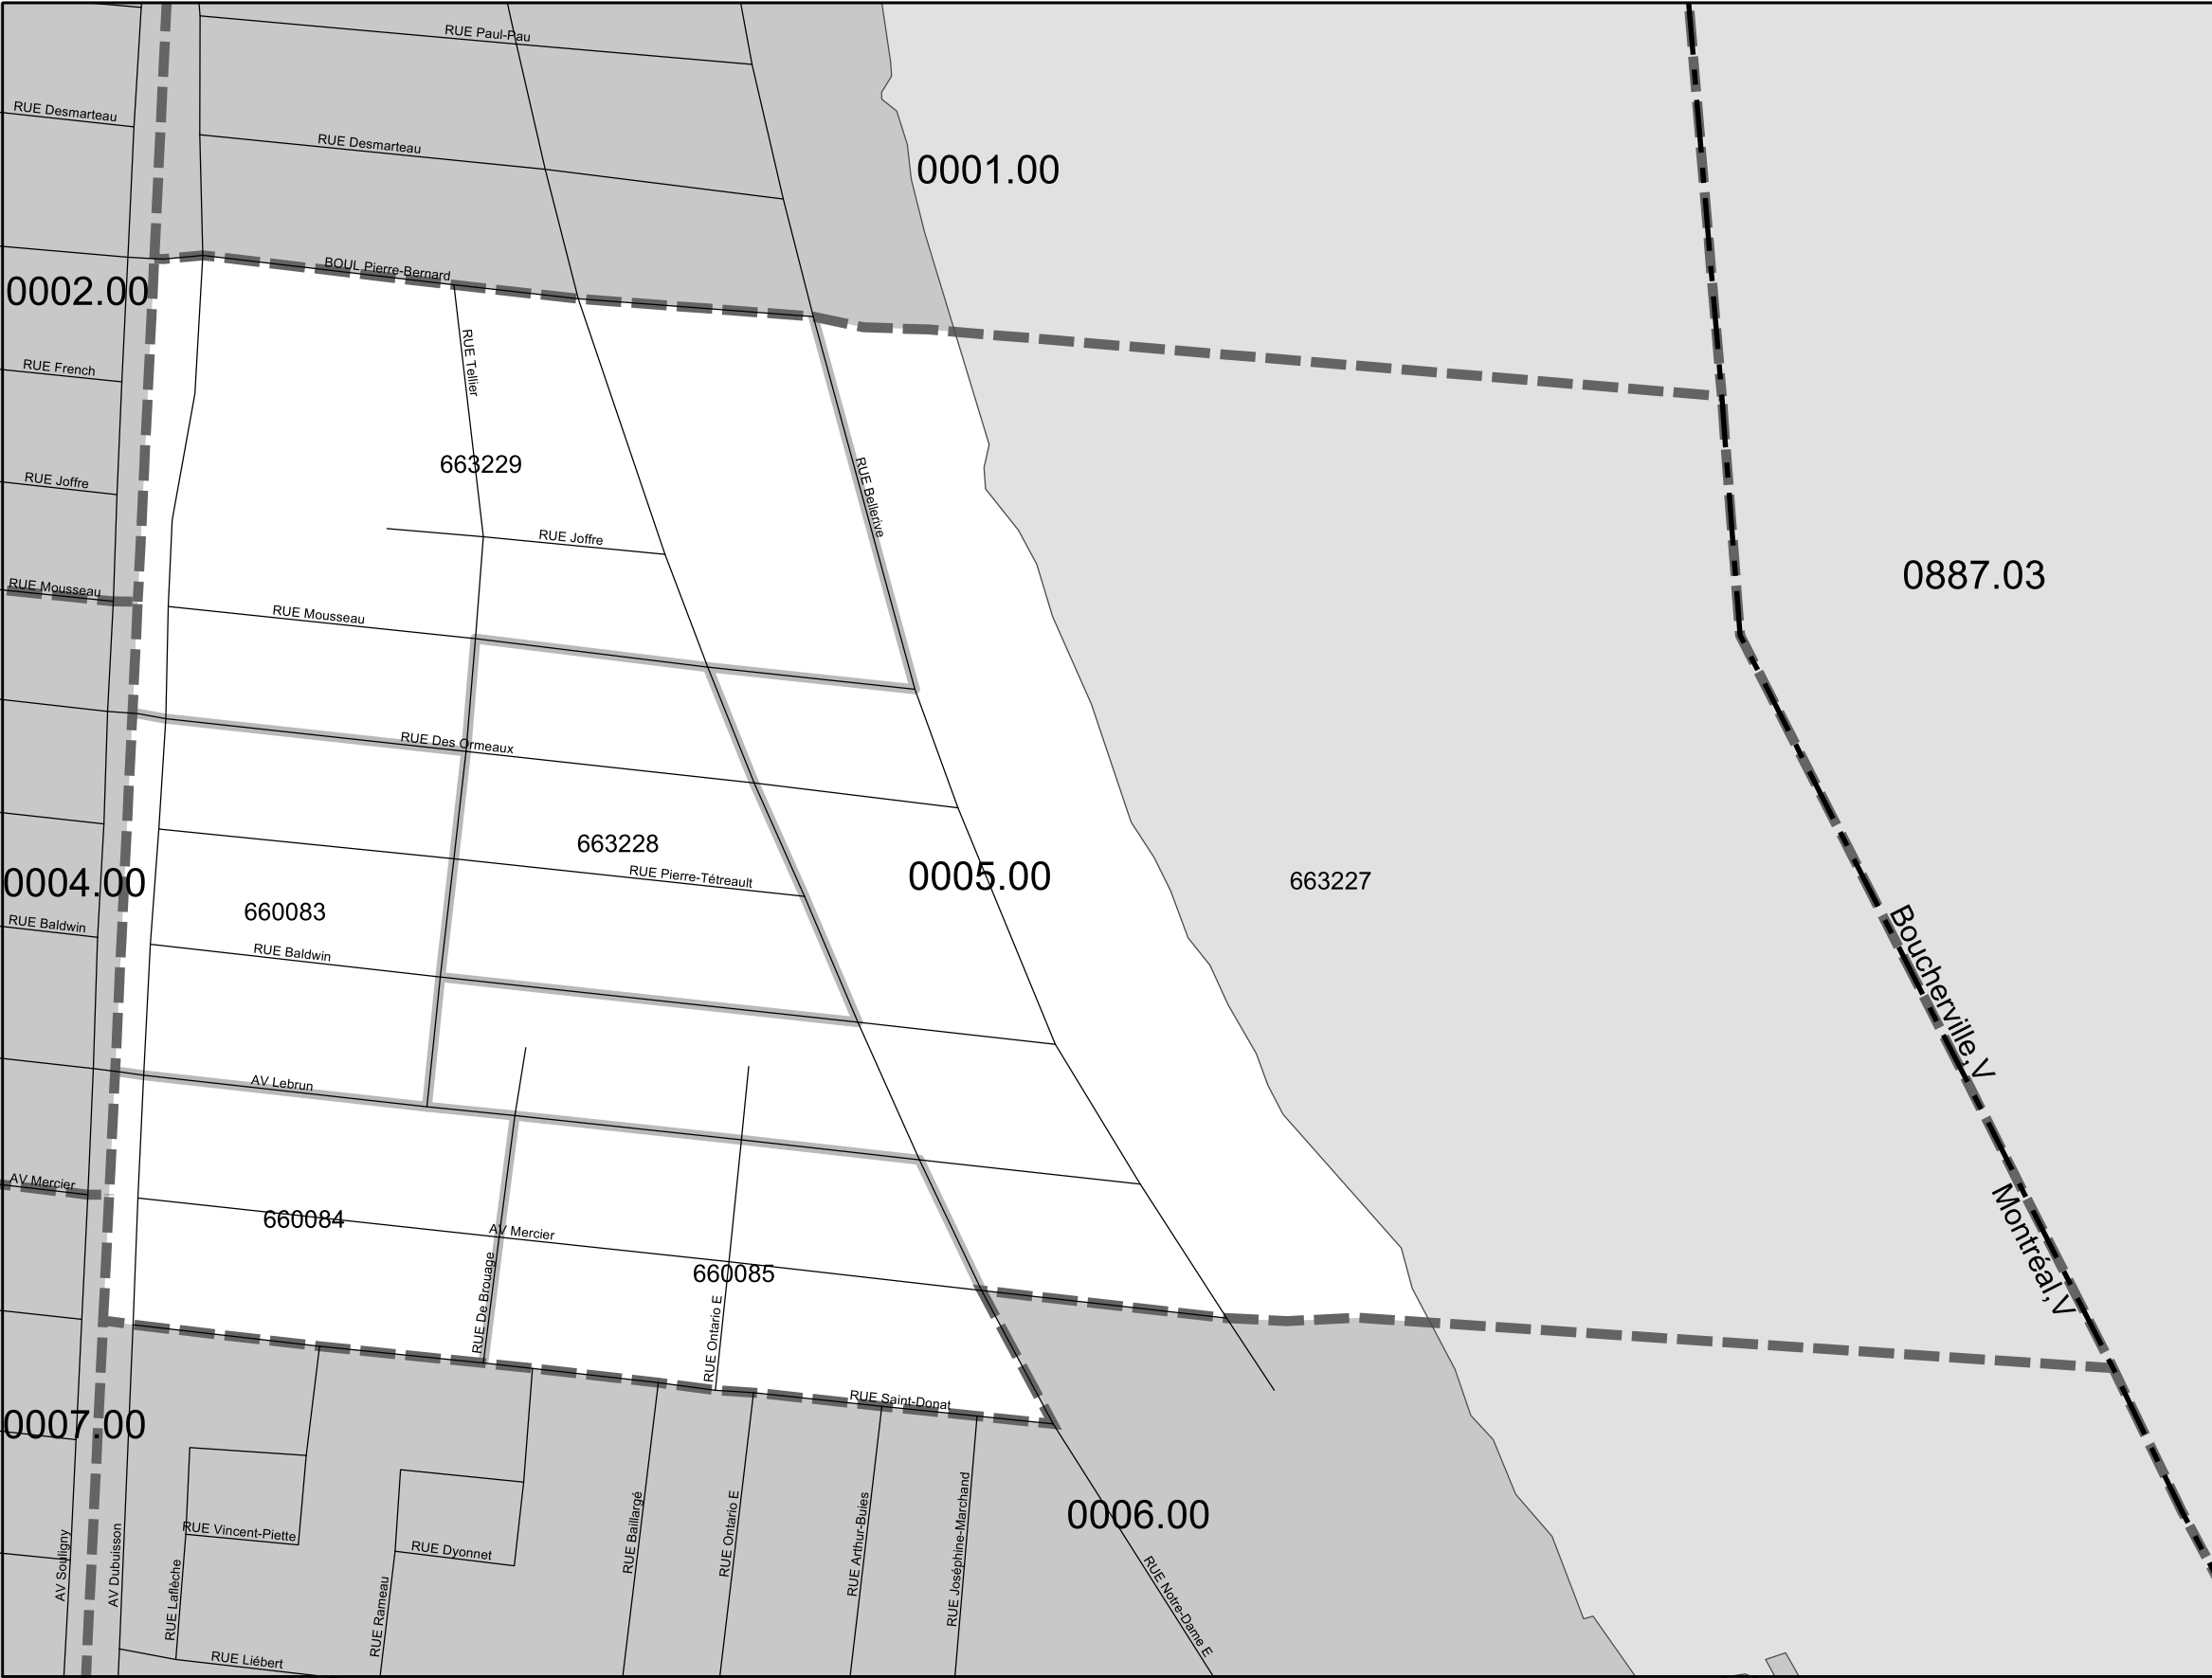 RUE Paul-Pau
RUE Desmarteau
RUE Desmarteau
0001.00
BOUL Pierre-Bernard
0002.00
RUE Tellier
RUE French
663229
RUE Bellerive
RUE Joffre
RUE Joffre
0887.03
RUE Mousseau
RUE Mousseau
RUE Des Ormeaux
663228
RUE Pierre-Tétreault
0005.00
663227
0004.00
660083
RUE Baldwin
RUE Baldwin
Boucherville,V
Montréal,V
AV Lebrun
AV Mercier
660084
AV Mercier
660085
RUE De Brouage
RUE Ontario E
RUE Saint-Donat
0007.00
0006.00
AV Souligny
AV Dubuisson
RUE Vincent-Piette
RUE Laflèche
RUE Dyonnet
RUE Rameau
RUE Baillargé
RUE Ontario E
RUE Arthur-Buies
RUE Joséphine-Marchand
RUE Notre-Dame E
RUE Liébert